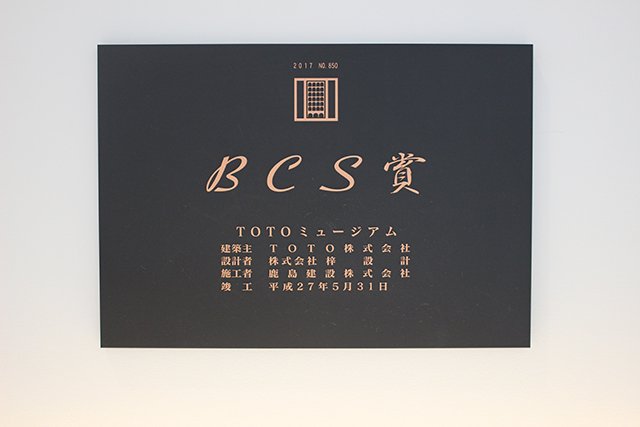 2017 NO. 850
BCS賞
TOTOミュージアム
建築主 TOTO株式会社
設計者 株式会社梓設計
施工者 鹿島建設株式会社
竣工 平成27年5月31日